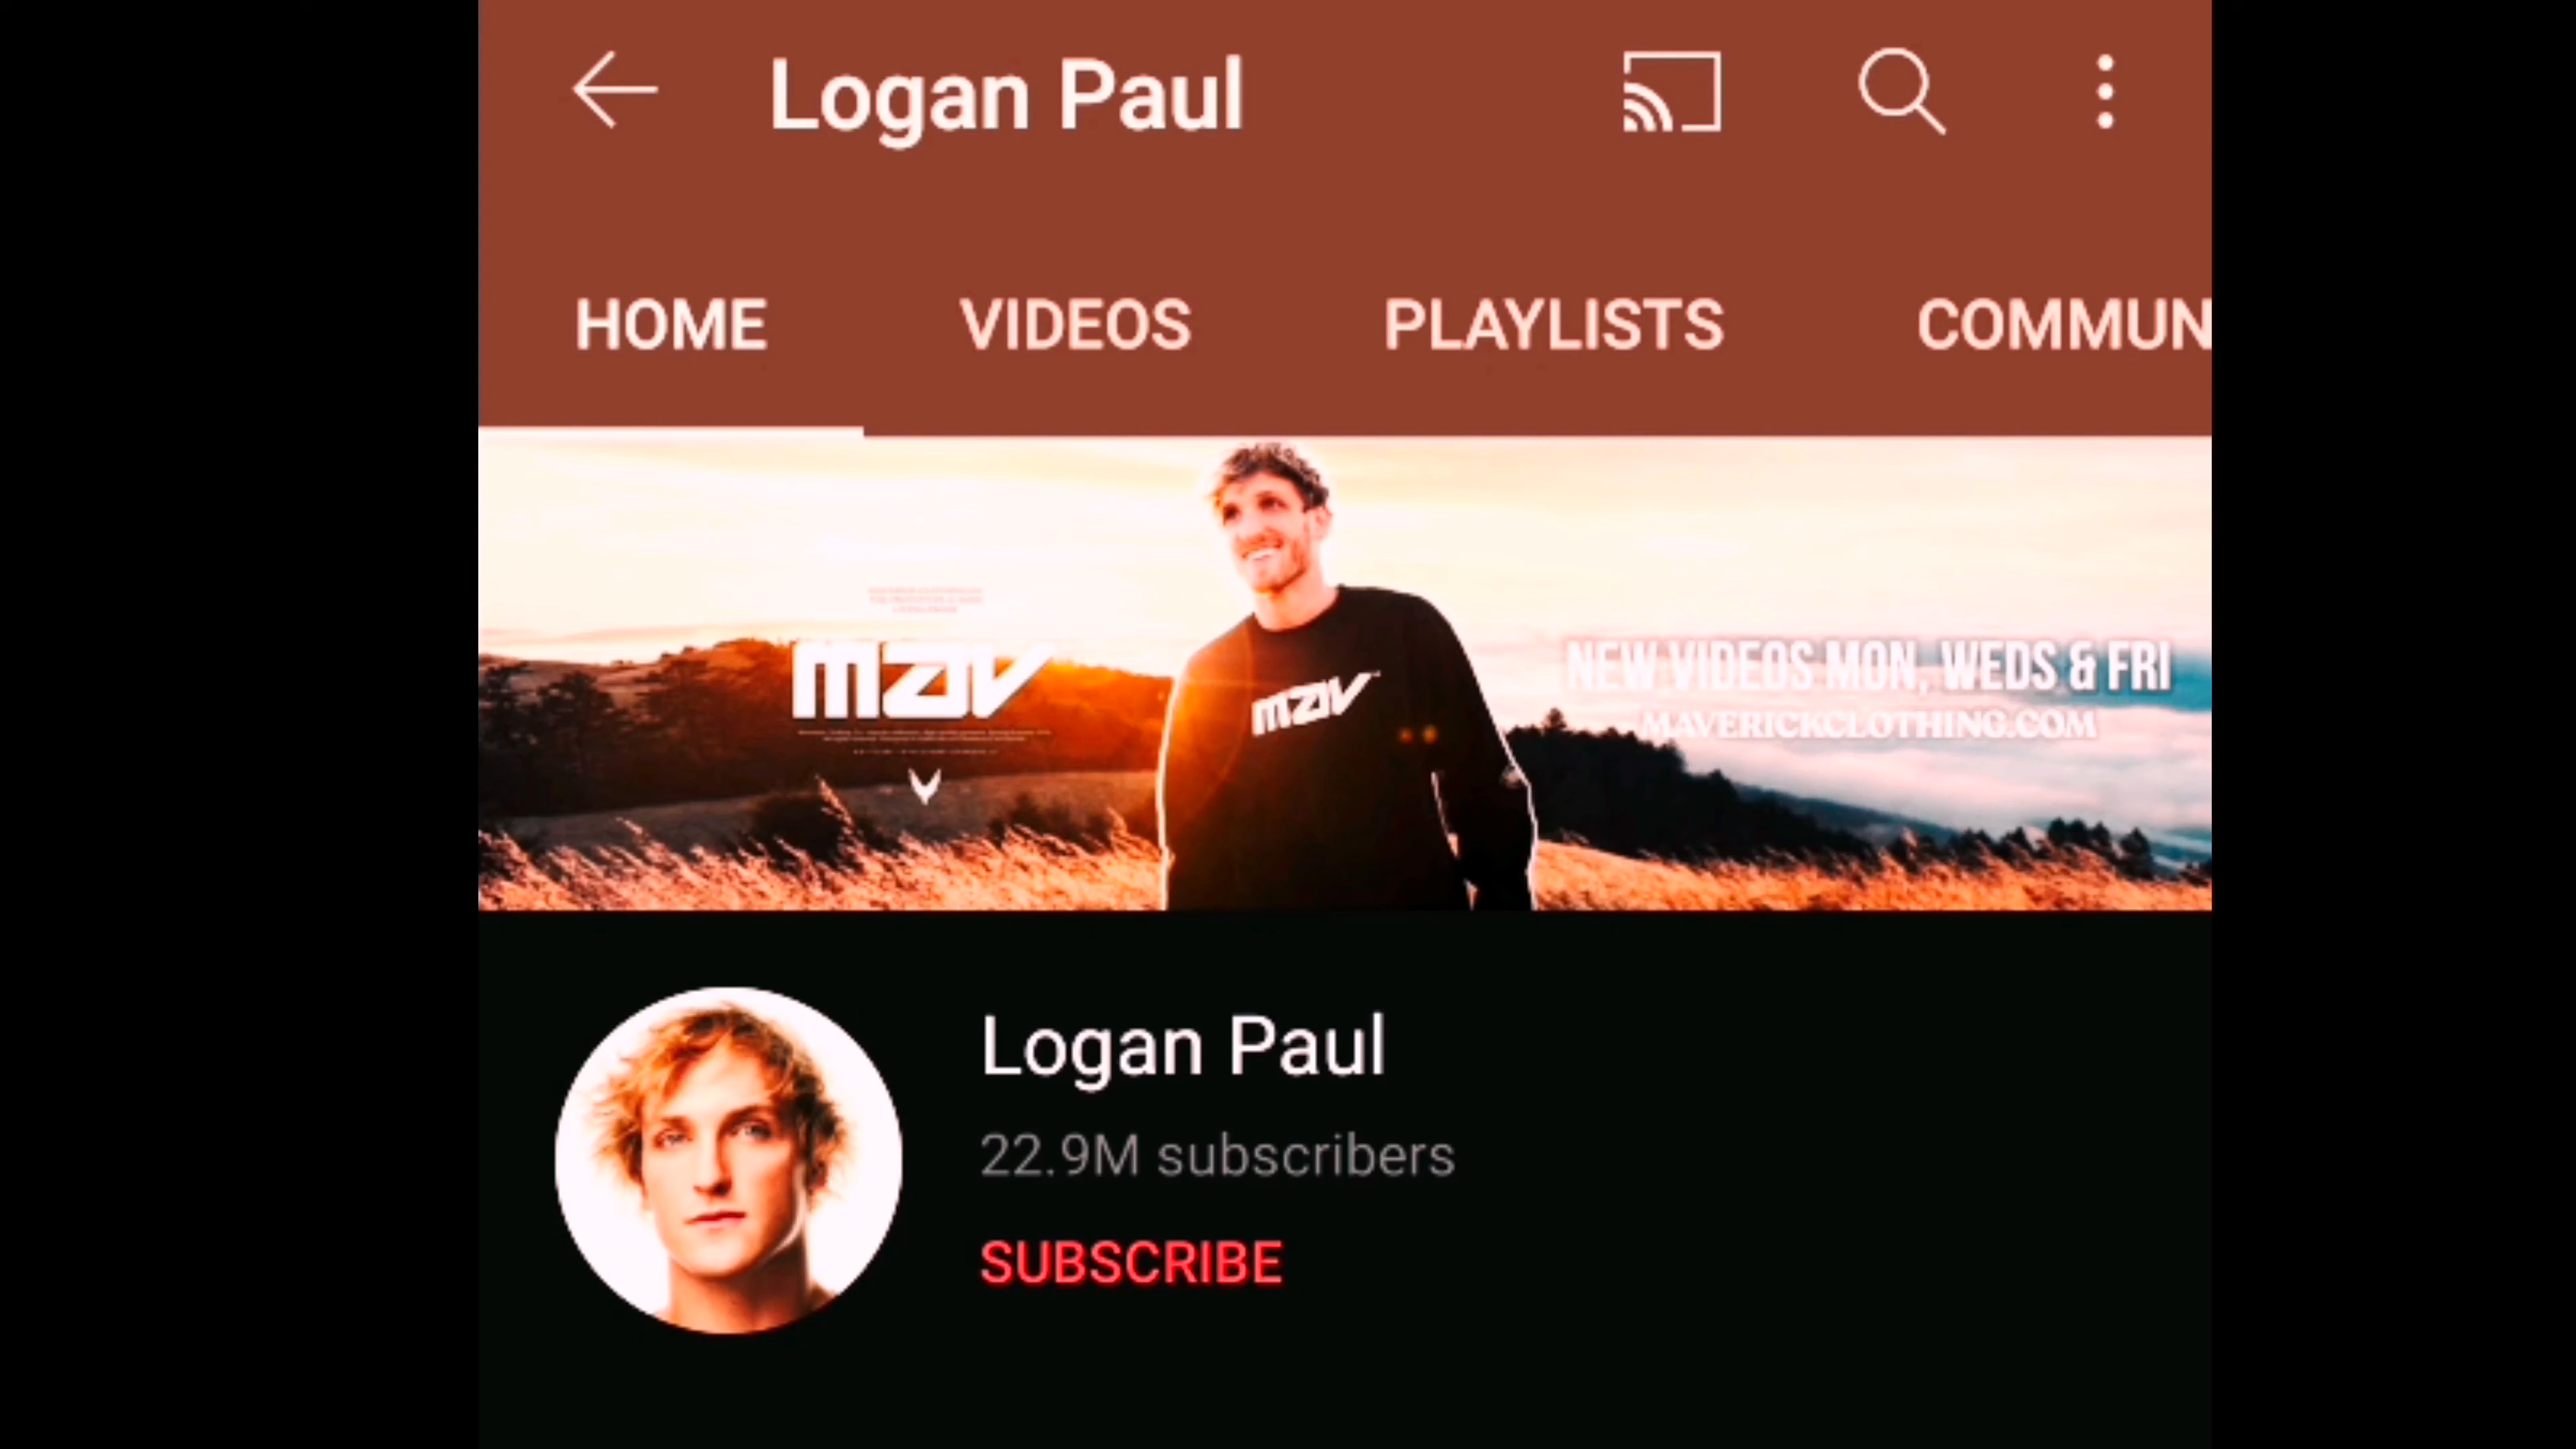 Logan Paul
HOME VIDEOS PLAYLISTS COMMUN
mav
mav
NEW VIDEOS MON, WEDS & FRI
MAVERICKCLOTHING.COM
Logan Paul
22.9M subscribers
SUBSCRIBE